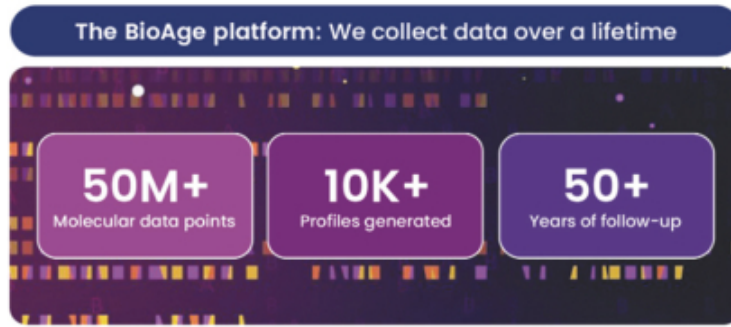 The BioAge platform: We collect data over a lifetime
50M+
Molecular data points
10K+
Profiles generated
50+
Years of follow-up